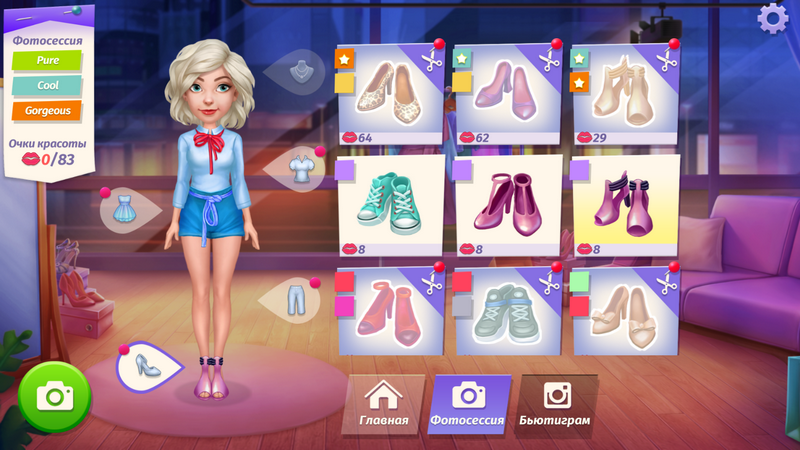 Фотосессия
Pure
Cool
Gorgeous
Очки красоты
0/83
64
62
29
8
8
8
Главная
Фотосессия
Бьютиграм